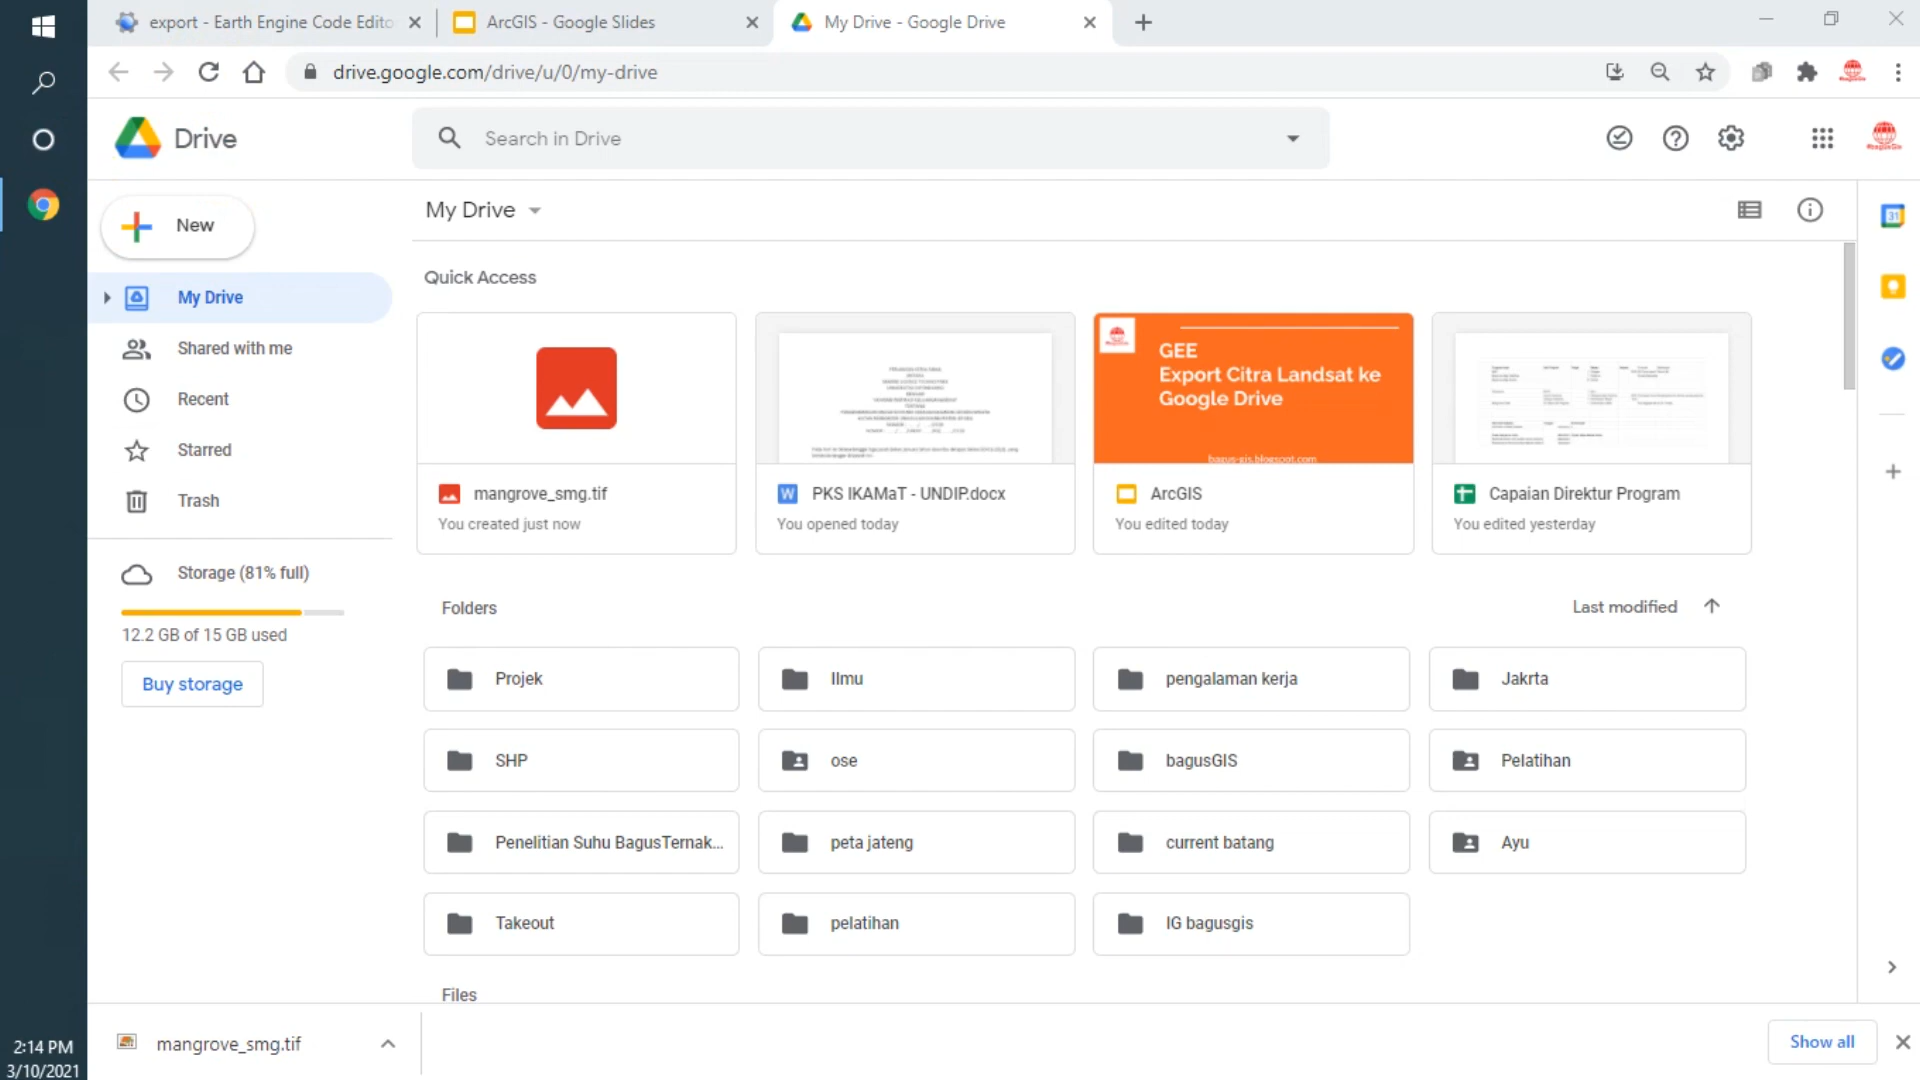 export - Earth Engine Code Edito
ArcGIS - Google Slides
My Drive - Google Drive
drive.google.com/drive/u/0/my-drive
Drive
Search in Drive
New
My Drive
Shared with me
Recent
Starred
Trash
Storage (81% full)
12.2 GB of 15 GB used
Buy storage
My Drive
Quick Access
GEE
Export Citra Landsat ke
Google Drive
bagus-gis.blogspot.com
mangrove_smg.tif
You created just now
PKS IKAMaT - UNDIP.docx
You opened today
ArcGIS
You edited today
Capaian Direktur Program
You edited yesterday
Folders
Last modified
Projek
Ilmu
pengalaman kerja
Jakrta
SHP
ose
bagusGIS
Pelatihan
Penelitian Suhu BagusTernak...
peta jateng
current batang
Ayu
Takeout
pelatihan
IG bagusgis
Files
31
mangrove_smg.tif
Show all
2:14 PM
3/10/2021